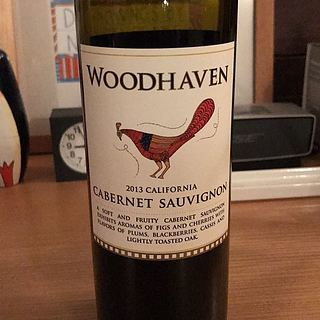 WOODHAVEN
2013 CALIFORNIA
CABERNET SAUVIGNON
A SOFT AND FRUITY CABERNET SAUVIGNON
EXHIBITS AROMAS OF FIGS AND CHERRIES WITH
FLAVORS OF PLUMS, BLACKBERRIES, CASSIS AND
LIGHTLY TOASTED OAK.